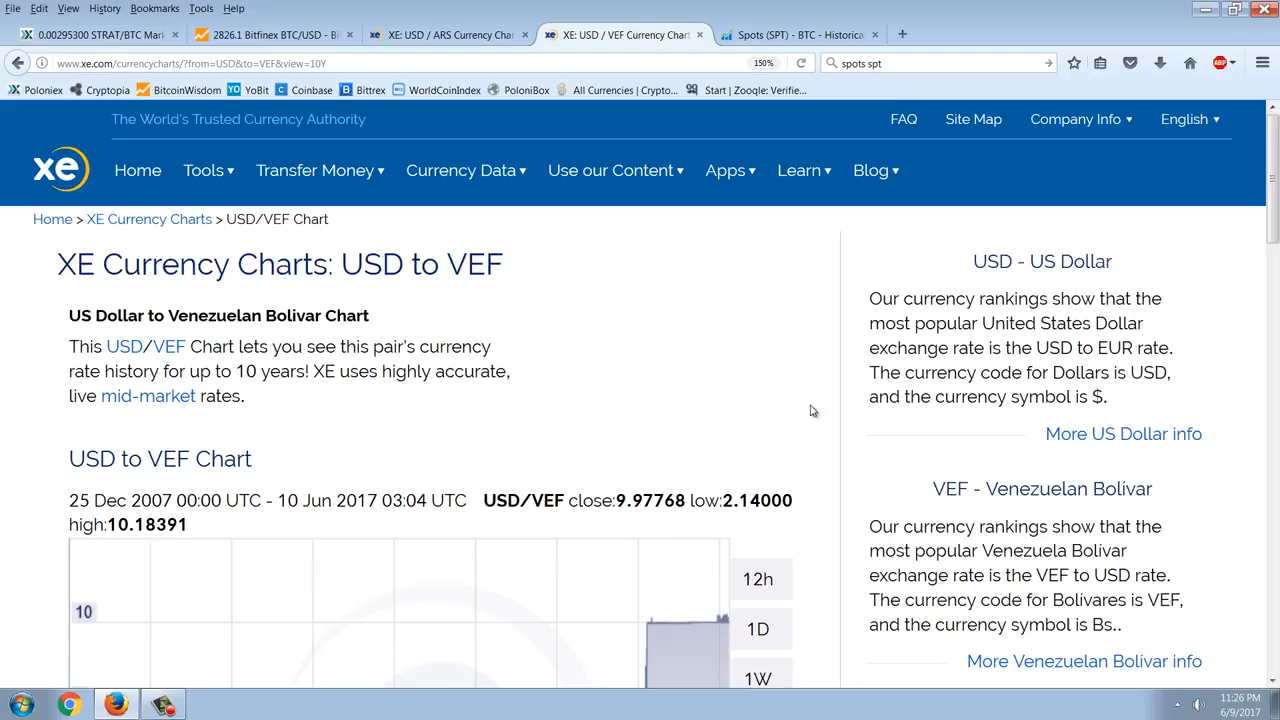 File Edit View History Bookmarks Tools Help
0.00295300 STRAT/BTC Mark
2826.1 Bitfinex BTC/USD - Bi
XE: USD / ARS Currency Char
XE: USD / VEF Currency Chart
Spots (SPT) - BTC - Historica
www.xe.com/currencycharts/?from=USD&to=VEF&view=10Y
150%
spots spt
ABP
Poloniex Cryptopia BitcoinWisdom YO YoBit C Coinbase B Bittrex WorldCoinIndex PoloniBox All Currencies | Crypto... Start | Zooqle: Verifie...
The World's Trusted Currency Authority
FAQ Site Map Company Info English
xe
Home Tools Transfer Money Currency Data Use our Content Apps Learn Blog
Home > XE Currency Charts > USD/VEF Chart
XE Currency Charts: USD to VEF
US Dollar to Venezuelan Bolivar Chart
This USD/VEF Chart lets you see this pair's currency
rate history for up to 10 years! XE uses highly accurate,
live mid-market rates.
USD to VEF Chart
25 Dec 2007 00:00 UTC - 10 Jun 2017 03:04 UTC USD/VEF close:9.97768 low:2.14000
high:10.18391
10
12h
1D
1W
USD - US Dollar
Our currency rankings show that the
most popular United States Dollar
exchange rate is the USD to EUR rate.
The currency code for Dollars is USD,
and the currency symbol is $.
More US Dollar info
VEF - Venezuelan Bolivar
Our currency rankings show that the
most popular Venezuela Bolívar
exchange rate is the VEF to USD rate.
The currency code for Bolívares is VEF,
and the currency symbol is Bs..
More Venezuelan Bolívar info
11:26 PM
6/9/2017